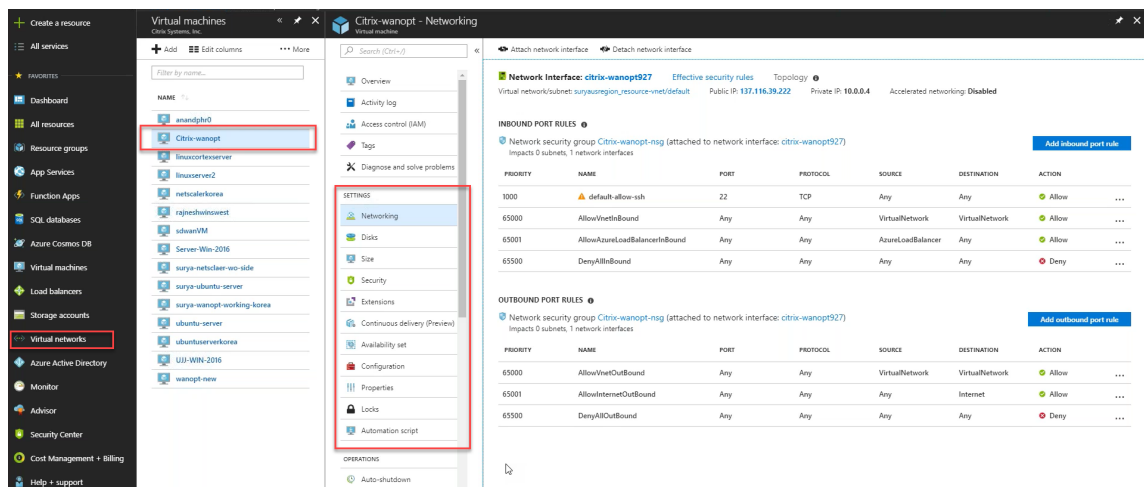 Create a resource
All services
FAVORITES
Dashboard
All resources
Resource groups
App Services
Function Apps
SQL databases
Azure Cosmos DB
Virtual machines
Load balancers
Storage accounts
Virtual networks
Azure Active Directory
Monitor
Advisor
Security Center
Cost Management + Billing
Help + support
Virtual machines
Citrix Systems, Inc.
Add Edit columns ••• More
Filter by name...
NAME
anandphr0
Citrix-wanopt
linuxcortexserver
linuxserver2
netscalerkorea
rajneshwinswest
sdwanVM
Server-Win-2016
surya-netsclaer-wo-side
surya-ubuntu-server
surya-wanopt-working-korea
ubuntu-server
ubuntuserverkorea
UJJ-WIN-2016
wanopt-new
Citrix-wanopt - Networking
Virtual machine
Search (Ctrl+/)
Overview
Activity log
Access control (IAM)
Tags
Diagnose and solve problems
SETTINGS
Networking
Disks
Size
Security
Extensions
Continuous delivery (Preview)
Availability set
Configuration
Properties
Locks
Automation script
OPERATIONS
Auto-shutdown
Attach network interface Detach network interface
Network Interface: citrix-wanopt927 Effective security rules Topology
Virtual network/subnet: suryausregion_resource-vnet/default Public IP: 137.116.39.222 Private IP: 10.0.0.4 Accelerated networking: Disabled
INBOUND PORT RULES
Network security group Citrix-wanopt-nsg (attached to network interface: citrix-wanopt927)
Impacts 0 subnets, 1 network interfaces
Add inbound port rule
PRIORITY NAME PORT PROTOCOL SOURCE DESTINATION ACTION
1000 default-allow-ssh 22 TCP Any Any Allow ...
65000 AllowVnetInBound Any Any VirtualNetwork VirtualNetwork Allow ...
65001 AllowAzureLoadBalancerInBound Any Any AzureLoadBalancer Any Allow ...
65500 DenyAllInBound Any Any Any Any Deny ...
OUTBOUND PORT RULES
Network security group Citrix-wanopt-nsg (attached to network interface: citrix-wanopt927)
Impacts 0 subnets, 1 network interfaces
Add outbound port rule
PRIORITY NAME PORT PROTOCOL SOURCE DESTINATION ACTION
65000 AllowVnetOutBound Any Any VirtualNetwork VirtualNetwork Allow ...
65001 AllowInternetOutBound Any Any Any Internet Allow ...
65500 DenyAllOutBound Any Any Any Any Deny ...